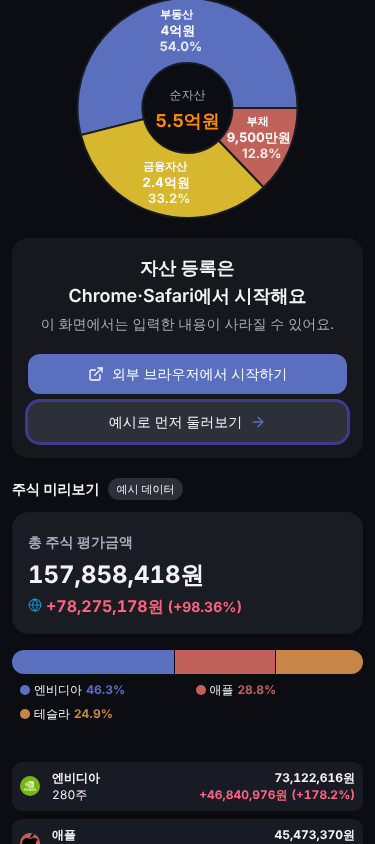 부동산
4억원
54.0%
순자산
5.5억원
부채
9,500만원
12.8%
금융자산
2.4억원
33.2%
자산 등록은
Chrome·Safari에서 시작해요
이 화면에서는 입력한 내용이 사라질 수 있어요.
외부 브라우저에서 시작하기
예시로 먼저 둘러보기
주식 미리보기 예시 데이터
총 주식 평가금액
157,858,418원
+78,275,178원 (+98.36%)
엔비디아 46.3% 애플 28.8%
테슬라 24.9%
엔비디아 73,122,616원
280주 +46,840,976원 (+178.2%)
애플 45,473,370원